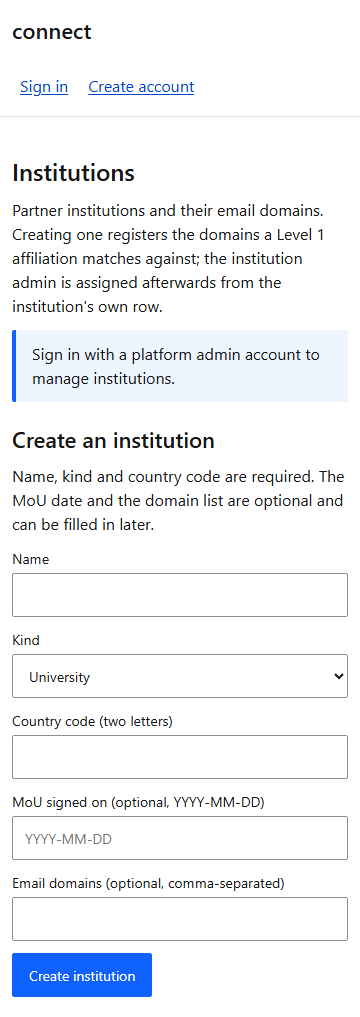 connect
Sign in
Create account
Institutions
Partner institutions and their email domains.
Creating one registers the domains a Level 1
affiliation matches against; the institution
admin is assigned afterwards from the
institution's own row.
Sign in with a platform admin account to
manage institutions.
Create an institution
Name, kind and country code are required. The
MoU date and the domain list are optional and
can be filled in later.
Name
Kind
University
Country code (two letters)
MoU signed on (optional, YYYY-MM-DD)
YYYY-MM-DD
Email domains (optional, comma-separated)
Create institution